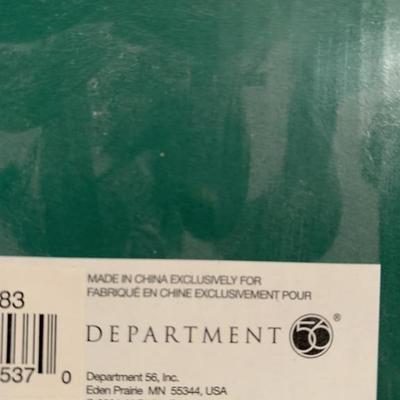 MADE IN CHINA EXCLUSIVELY FOR
FABRIQUÉ EN CHINE EXCLUSIVEMENT POUR
83
DEPARTMENT 56®
537 0
Department 56, Inc.
Eden Prairie MN 55344, USA